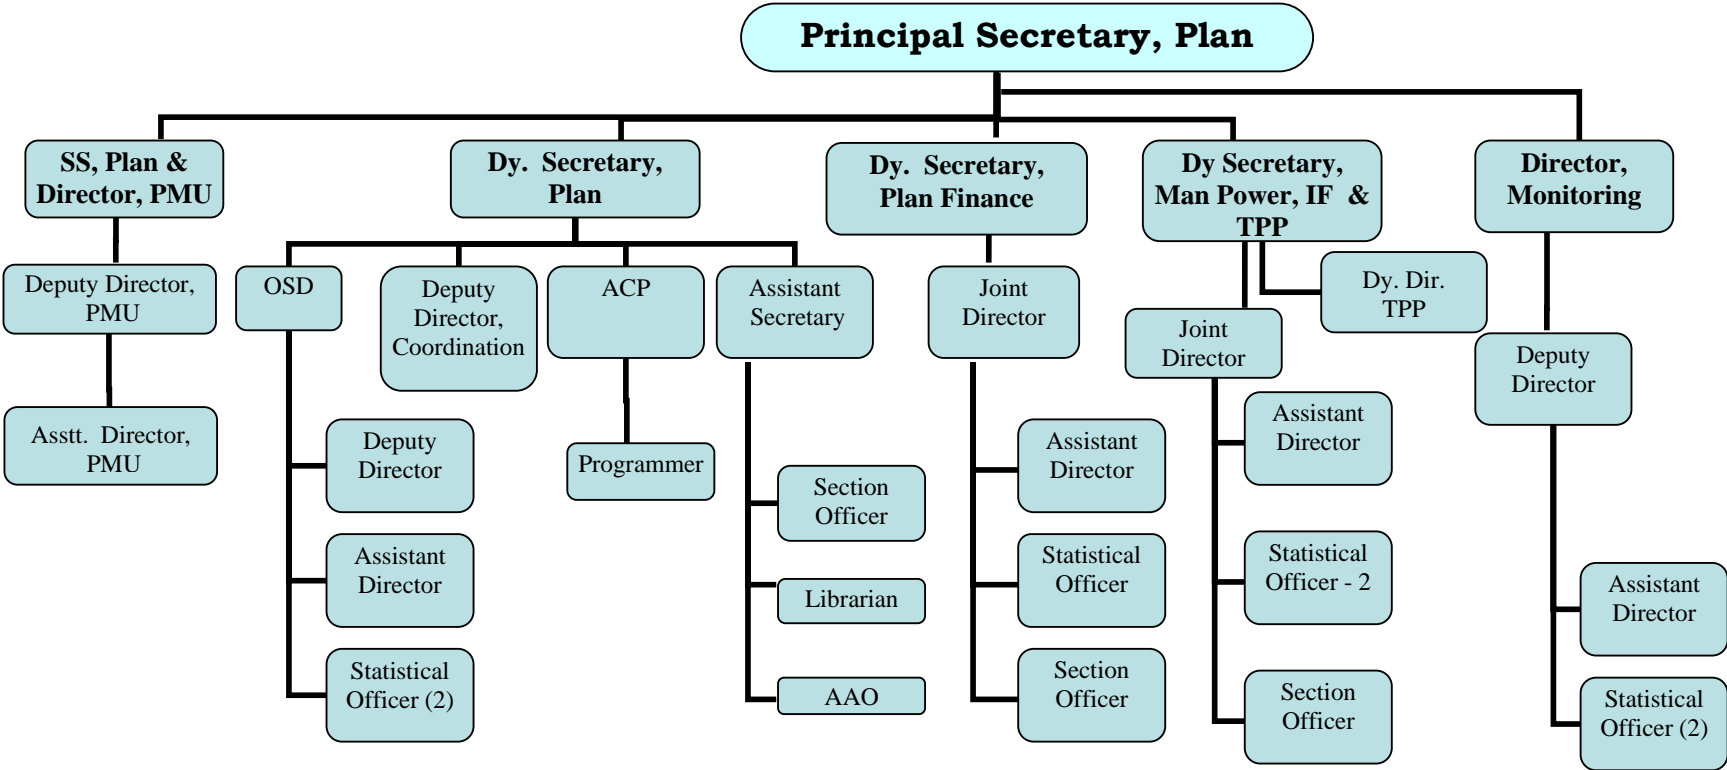 Principal Secretary, Plan
SS, Plan &
Director, PMU
Dy. Secretary,
Plan
Dy. Secretary,
Plan Finance
Dy Secretary,
Man Power, IF &
TPP
Director,
Monitoring
Deputy Director,
PMU
Asstt. Director,
PMU
OSD
Deputy
Director
Assistant
Director
Statistical
Officer (2)
Deputy
Director,
Coordination
ACP
Programmer
Assistant
Secretary
Section
Officer
Librarian
AAO
Joint
Director
Assistant
Director
Statistical
Officer
Section
Officer
Dy. Dir.
TPP
Joint
Director
Assistant
Director
Statistical
Officer - 2
Section
Officer
Deputy
Director
Assistant
Director
Statistical
Officer (2)